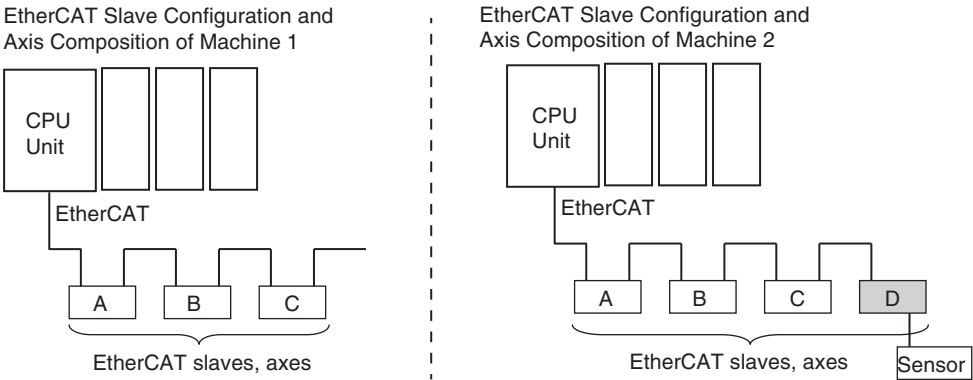 EtherCAT Slave Configuration and
Axis Composition of Machine 1
CPU
Unit
EtherCAT
A
B
C
EtherCAT slaves, axes
EtherCAT Slave Configuration and
Axis Composition of Machine 2
CPU
Unit
EtherCAT
A
B
C
D
EtherCAT slaves, axes
Sensor